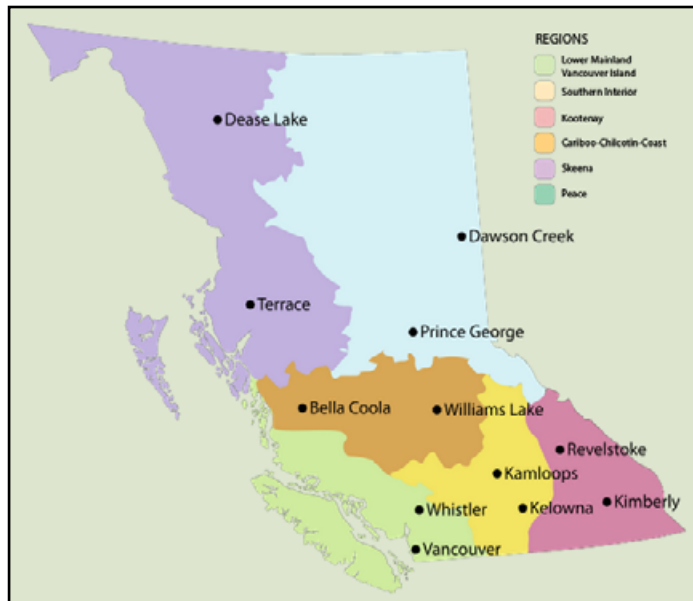 REGIONS
Lower Mainland
Vancouver Island
Southern Interior
Kootenay
Cariboo-Chilcotin-Coast
Skeena
Peace
Dease Lake
Dawson Creek
Terrace
Prince George
Bella Coola
Williams Lake
Revelstoke
Kamloops
Kimberly
Whistler
Kelowna
Vancouver